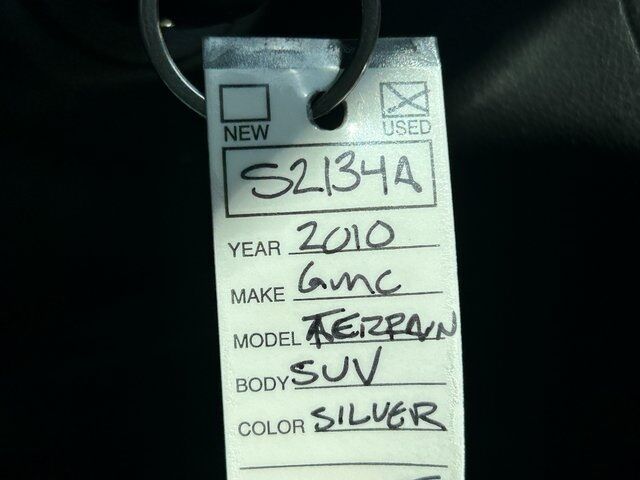 NEW USED
S2134A
YEAR 2010
MAKE GMC
MODEL TERRAIN
BODY SUV
COLOR SILVER